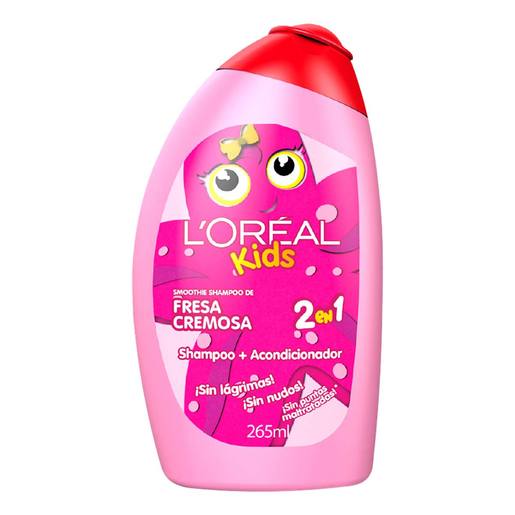 L'ORÉAL
Kids
SMOOTHIE SHAMPOO DE
FRESA
CREMOSA
2 en 1
Shampoo + Acondicionador
¡Sin lágrimas!
¡Sin nudos!
¡Sin puntas
maltratadas!*
265ml